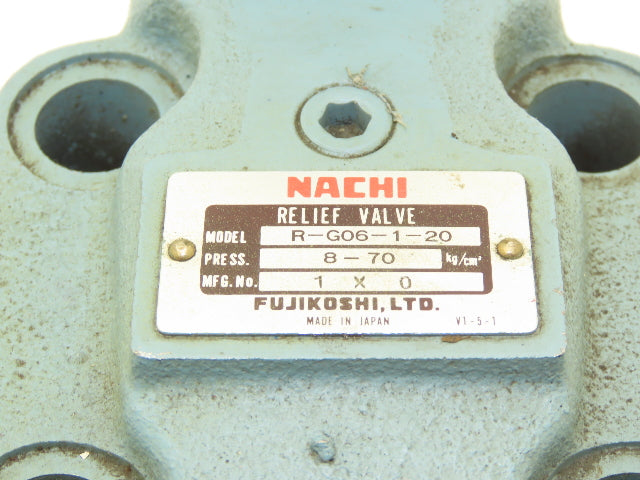 NACHI
RELIEF VALVE
MODEL R-G06-1-20
PRESS. 8-70 kg/cm²
MFG. No. 1 X 0
FUJIKOSHI, LTD.
MADE IN JAPAN V1-5-1